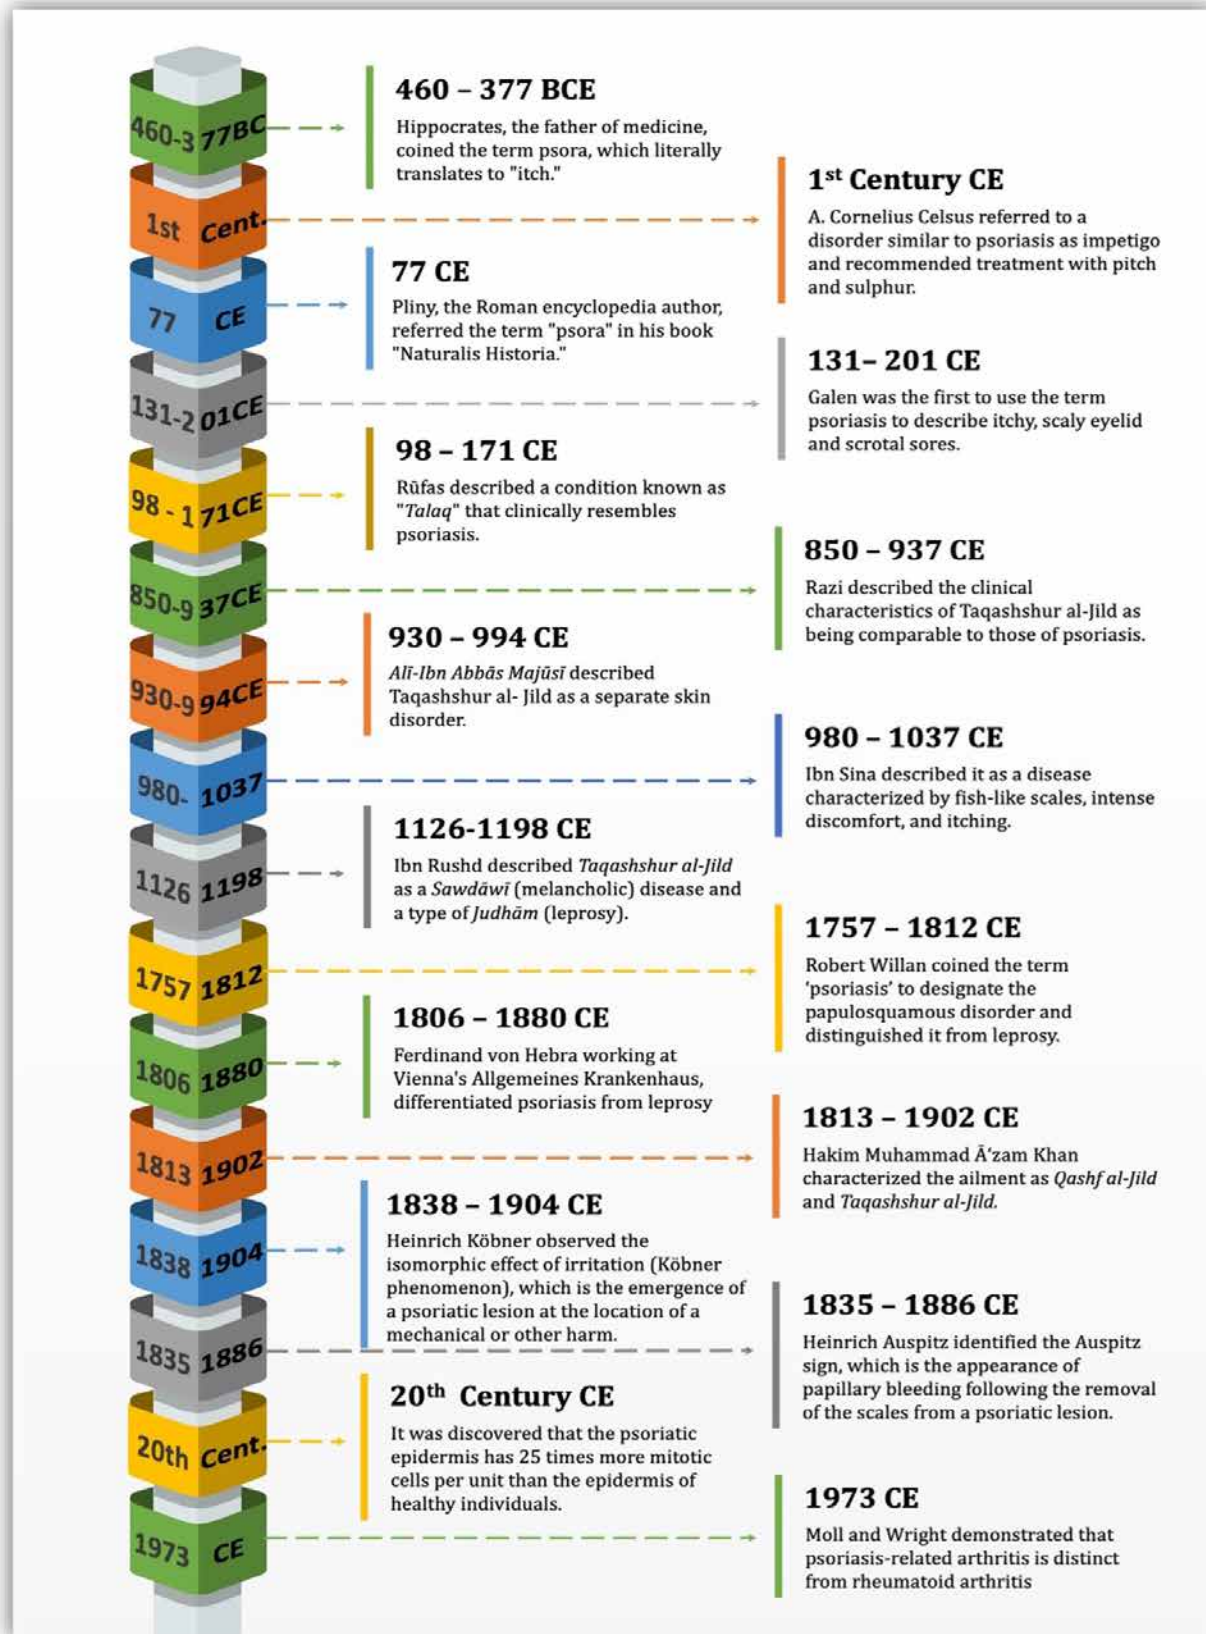 460-377BC
460 – 377 BCE
Hippocrates, the father of medicine,
coined the term psora, which literally
translates to "itch."
1st Cent.
1st Century CE
A. Cornelius Celsus referred to a
disorder similar to psoriasis as impetigo
and recommended treatment with pitch
and sulphur.
77 CE
77 CE
Pliny, the Roman encyclopedia author,
referred the term "psora" in his book
"Naturalis Historia."
131-201CE
131– 201 CE
Galen was the first to use the term
psoriasis to describe itchy, scaly eyelid
and scrotal sores.
98 - 171CE
98 – 171 CE
Rūfas described a condition known as
"Talaq" that clinically resembles
psoriasis.
850-937CE
850 – 937 CE
Razi described the clinical
characteristics of Taqashshur al-Jild as
being comparable to those of psoriasis.
930-994CE
930 – 994 CE
Alī-Ibn Abbās Majūsī described
Taqashshur al- Jild as a separate skin
disorder.
980- 1037
980 – 1037 CE
Ibn Sina described it as a disease
characterized by fish-like scales, intense
discomfort, and itching.
1126 1198
1126-1198 CE
Ibn Rushd described Taqashshur al-Jild
as a Sawdāwī (melancholic) disease and
a type of Judhām (leprosy).
1757 1812
1757 – 1812 CE
Robert Willan coined the term
'psoriasis' to designate the
papulosquamous disorder and
distinguished it from leprosy.
1806 1880
1806 – 1880 CE
Ferdinand von Hebra working at
Vienna's Allgemeines Krankenhaus,
differentiated psoriasis from leprosy
1813 1902
1813 – 1902 CE
Hakim Muhammad Ā‘zam Khan
characterized the ailment as Qashf al-Jild
and Taqashshur al-Jild.
1838 1904
1838 – 1904 CE
Heinrich Köbner observed the
isomorphic effect of irritation (Köbner
phenomenon), which is the emergence of
a psoriatic lesion at the location of a
mechanical or other harm.
1835 1886
1835 – 1886 CE
Heinrich Auspitz identified the Auspitz
sign, which is the appearance of
papillary bleeding following the removal
of the scales from a psoriatic lesion.
20th Cent.
20th Century CE
It was discovered that the psoriatic
epidermis has 25 times more mitotic
cells per unit than the epidermis of
healthy individuals.
1973 CE
1973 CE
Moll and Wright demonstrated that
psoriasis-related arthritis is distinct
from rheumatoid arthritis